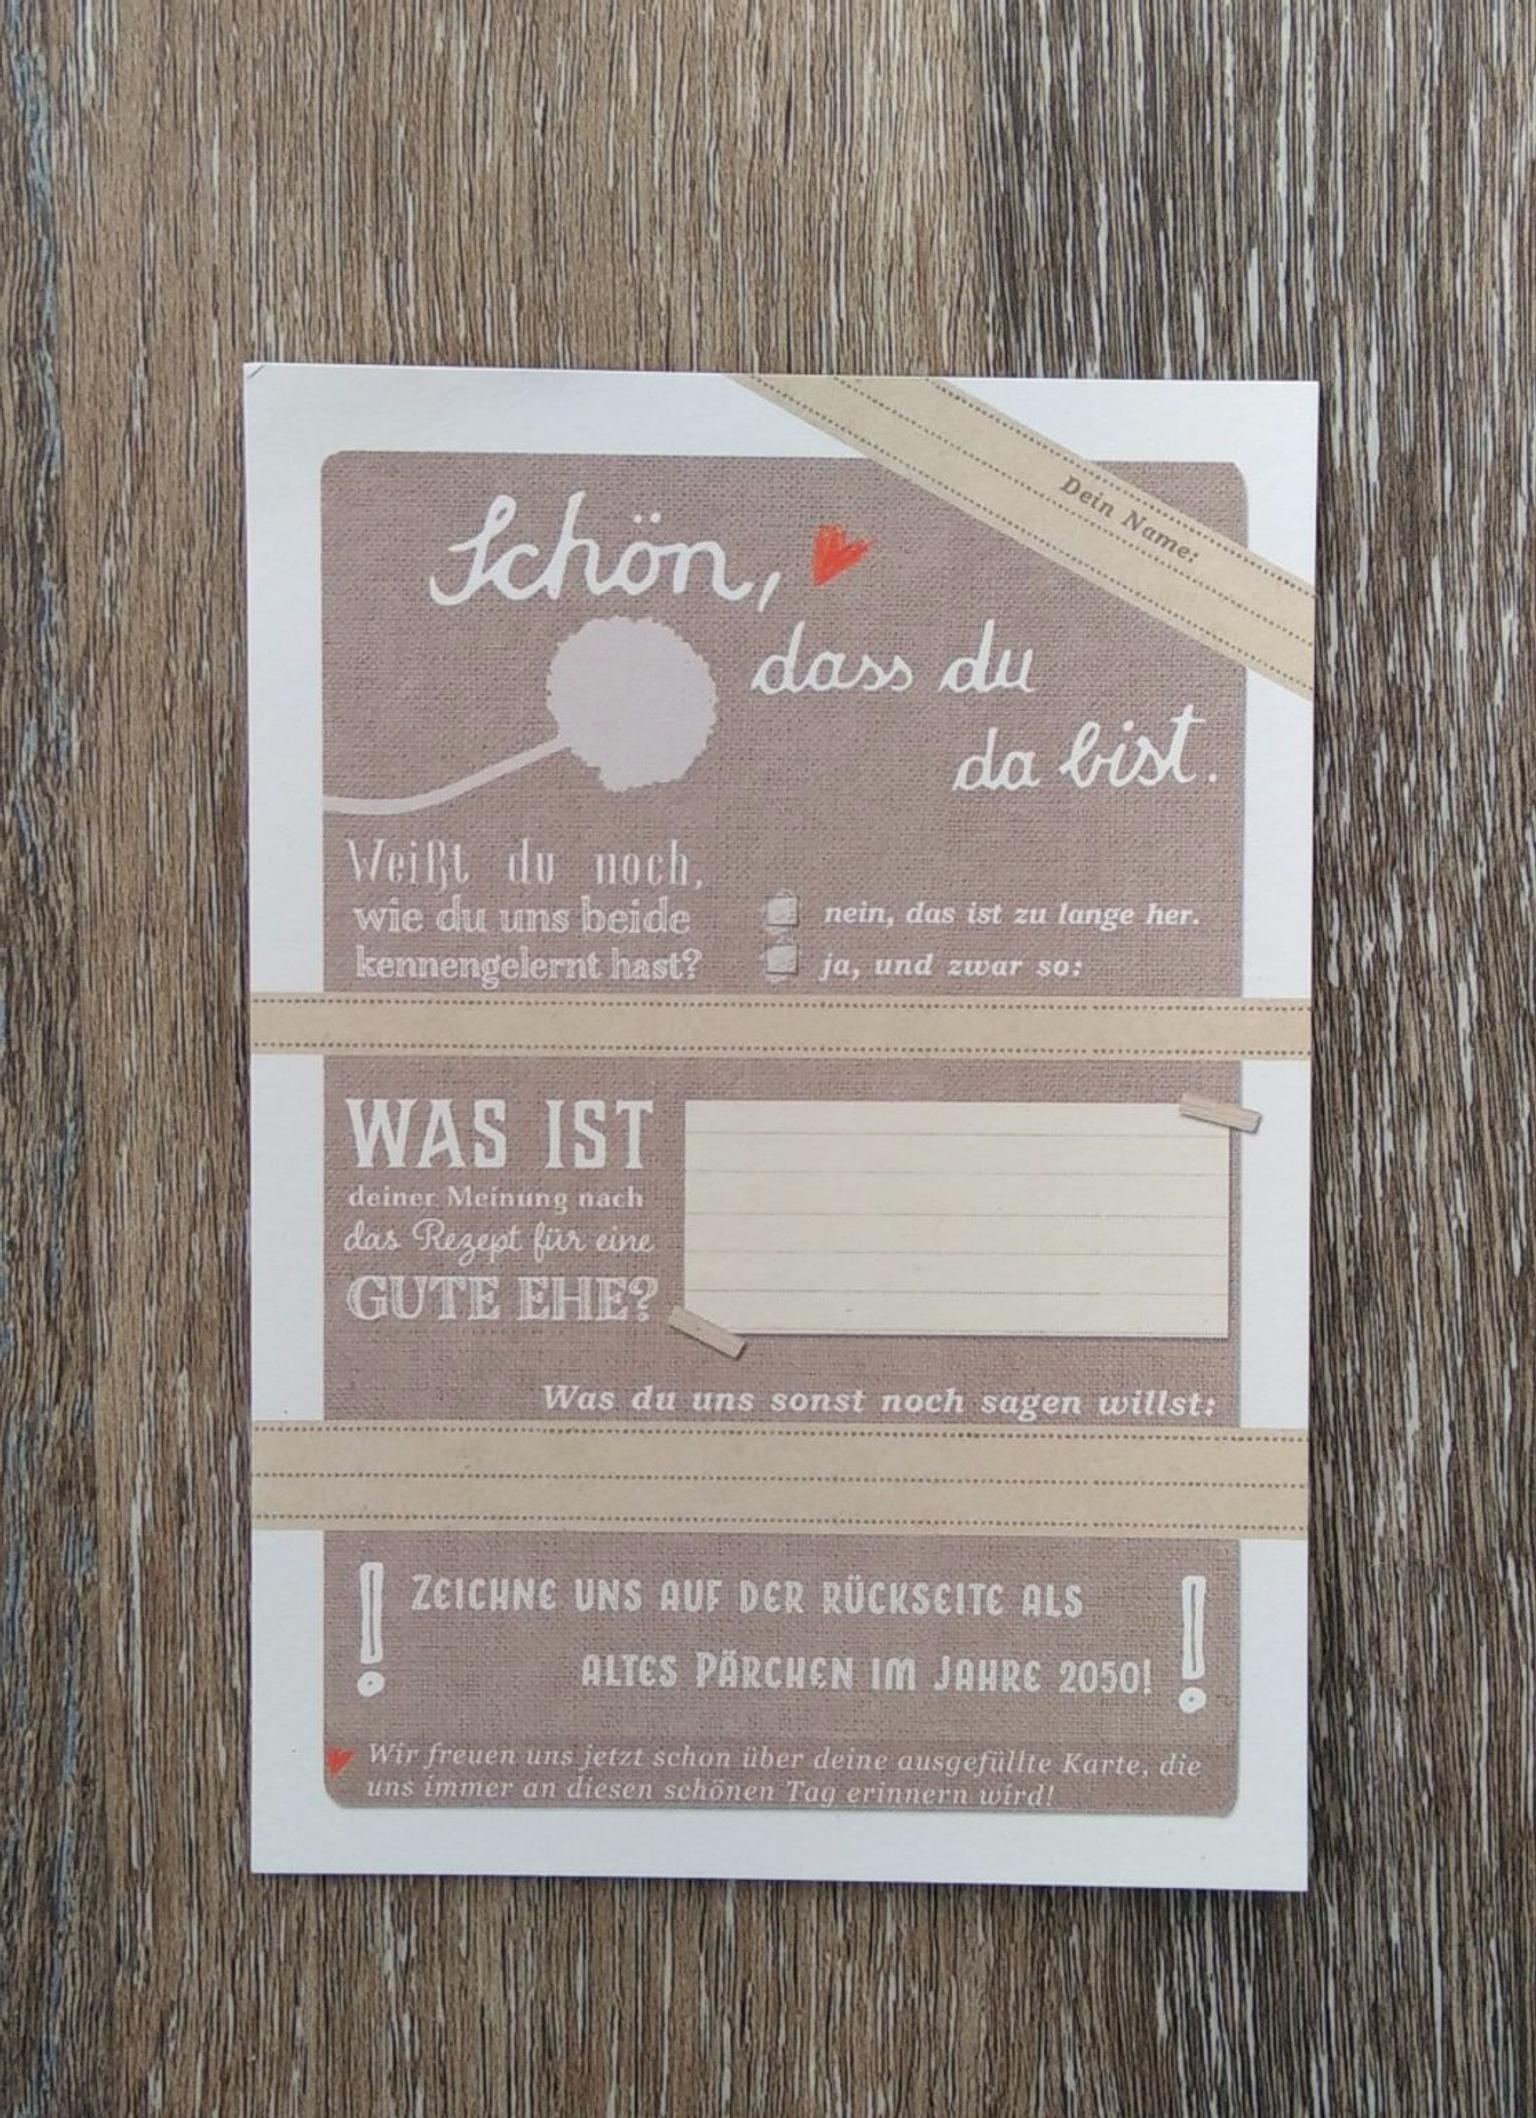 Dein Name:
Schön,
dass du
da bist.
Weißt du noch,
wie du uns beide
kennengelernt hast?
nein, das ist zu lange her.
ja, und zwar so:
WAS IST
deiner Meinung nach
das Rezept für eine
GUTE EHE?
Was du uns sonst noch sagen willst:
! ZEICHNE UNS AUF DER RÜCKSEITE ALS !
ALTES PÄRCHEN IM JAHRE 2050!
Wir freuen uns jetzt schon über deine ausgefüllte Karte, die
uns immer an diesen schönen Tag erinnern wird!